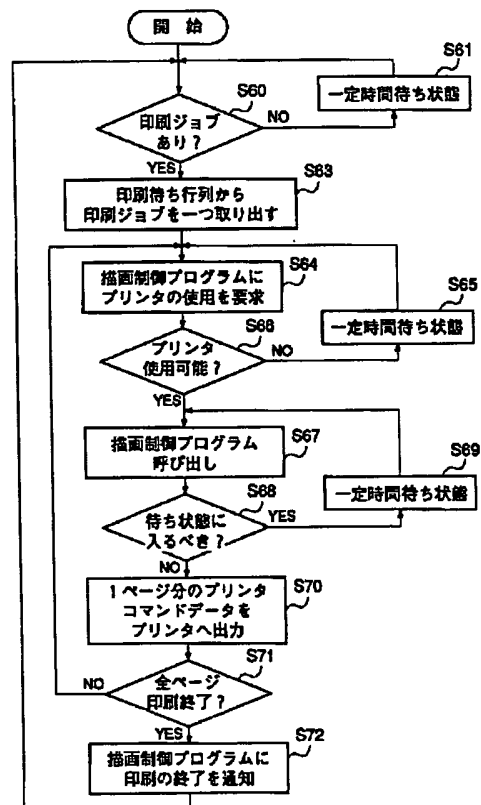 開 始
S61
一定時間待ち状態
S60
印刷ジョブ
あり？
NO
YES
S63
印刷待ち行列から
印刷ジョブを一つ取り出す
S64
描画制御プログラムに
プリンタの使用を要求
S65
一定時間待ち状態
S66
プリンタ
使用可能？
NO
YES
S67
描画制御プログラム
呼び出し
S69
一定時間待ち状態
S68
待ち状態に
入るべき？
YES
NO
S70
１ページ分のプリンタ
コマンドデータを
プリンタへ出力
S71
全ページ
印刷終了？
NO
YES
S72
描画制御プログラムに
印刷の終了を通知